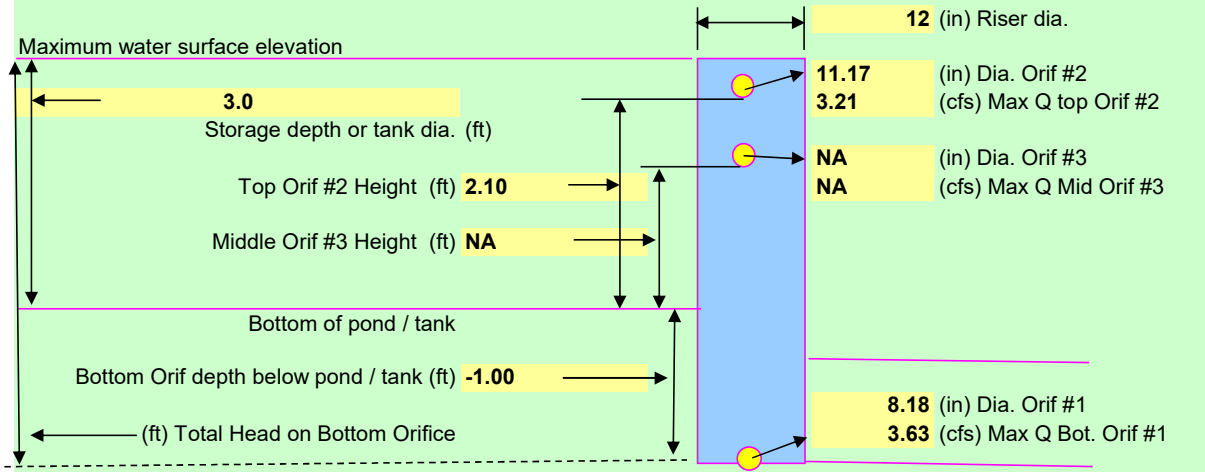 12 (in) Riser dia.
Maximum water surface elevation
11.17 (in) Dia. Orif #2
3.0
3.21 (cfs) Max Q top Orif #2
Storage depth or tank dia. (ft)
NA (in) Dia. Orif #3
Top Orif #2 Height (ft) 2.10
NA (cfs) Max Q Mid Orif #3
Middle Orif #3 Height (ft) NA
Bottom of pond / tank
Bottom Orif depth below pond / tank (ft) -1.00
8.18 (in) Dia. Orif #1
(ft) Total Head on Bottom Orifice
3.63 (cfs) Max Q Bot. Orif #1